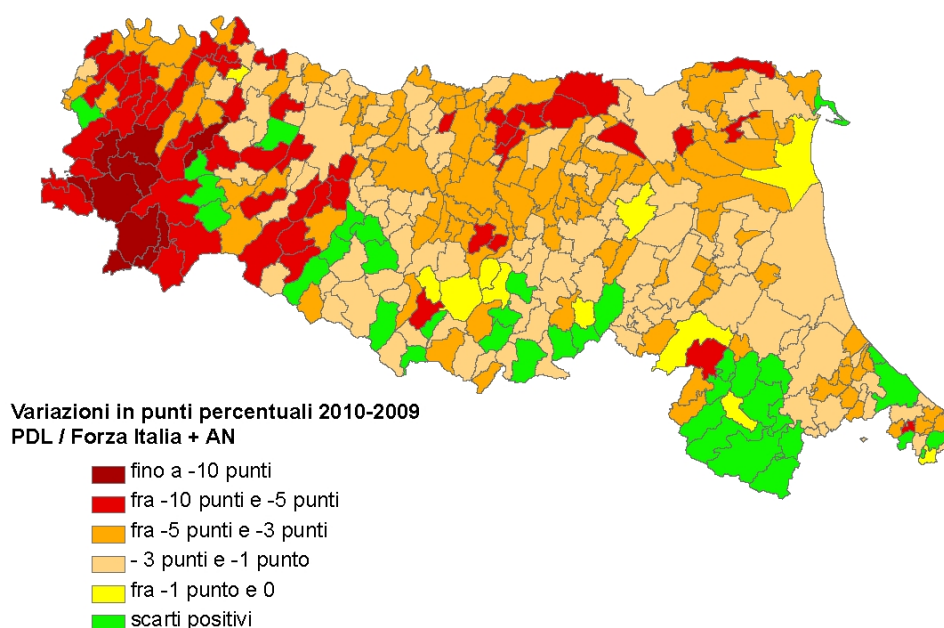 Variazioni in punti percentuali 2010-2009
PDL / Forza Italia + AN
fino a -10 punti
fra -10 punti e -5 punti
fra -5 punti e -3 punti
- 3 punti e -1 punto
fra -1 punto e 0
scarti positivi